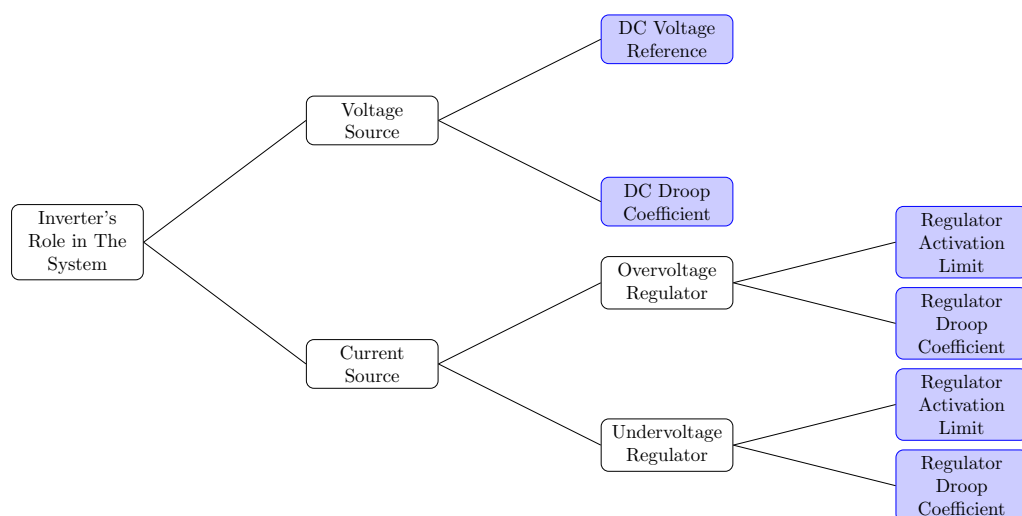 DC Voltage
Reference
Voltage
Source
DC Droop
Coefficient
Inverter's
Role in The
System
Regulator
Activation
Limit
Overvoltage
Regulator
Regulator
Droop
Coefficient
Current
Source
Regulator
Activation
Limit
Undervoltage
Regulator
Regulator
Droop
Coefficient